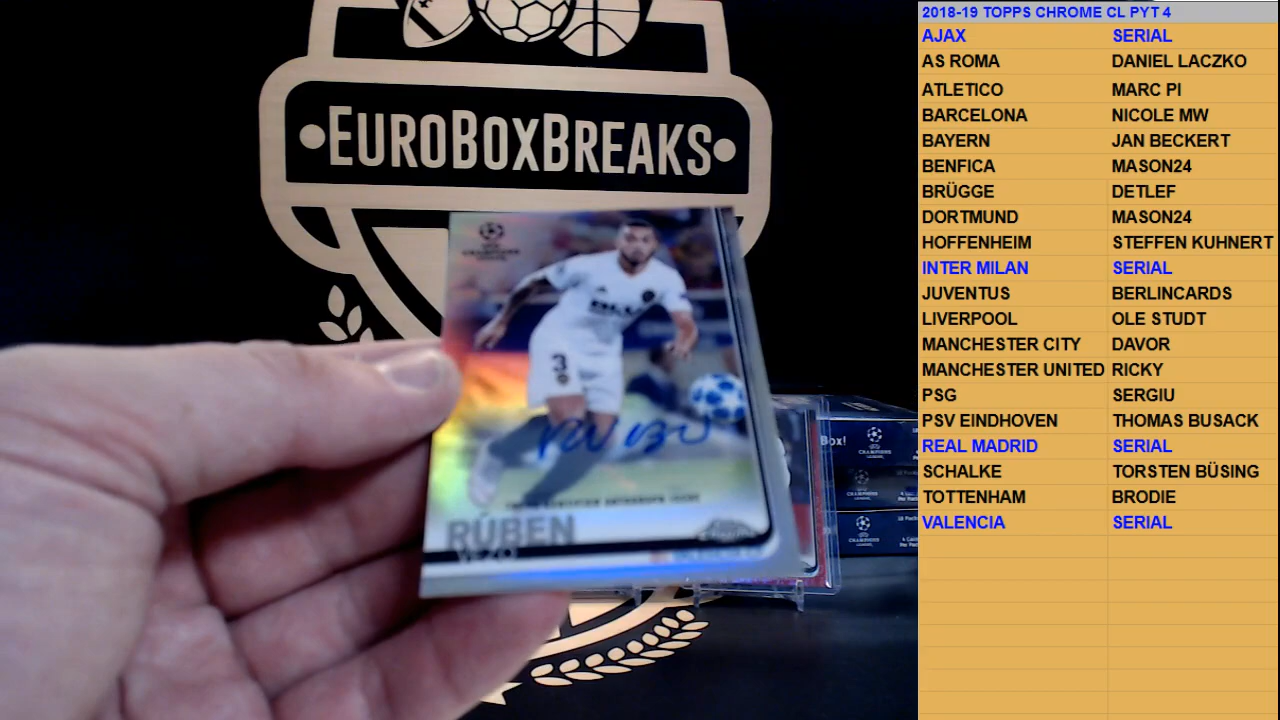 •EUROBOXBREAKS•
3
RÚBEN
VEZO
Box!
CHAMPIONS
2018-19 TOPPS CHROME CL PYT 4
AJAX SERIAL
AS ROMA DANIEL LACZKO
ATLETICO MARC PI
BARCELONA NICOLE MW
BAYERN JAN BECKERT
BENFICA MASON24
BRÜGGE DETLEF
DORTMUND MASON24
HOFFENHEIM STEFFEN KUHNERT
INTER MILAN SERIAL
JUVENTUS BERLINCARDS
LIVERPOOL OLE STUDT
MANCHESTER CITY DAVOR
MANCHESTER UNITED RICKY
PSG SERGIU
PSV EINDHOVEN THOMAS BUSACK
REAL MADRID SERIAL
SCHALKE TORSTEN BÜSING
TOTTENHAM BRODIE
VALENCIA SERIAL